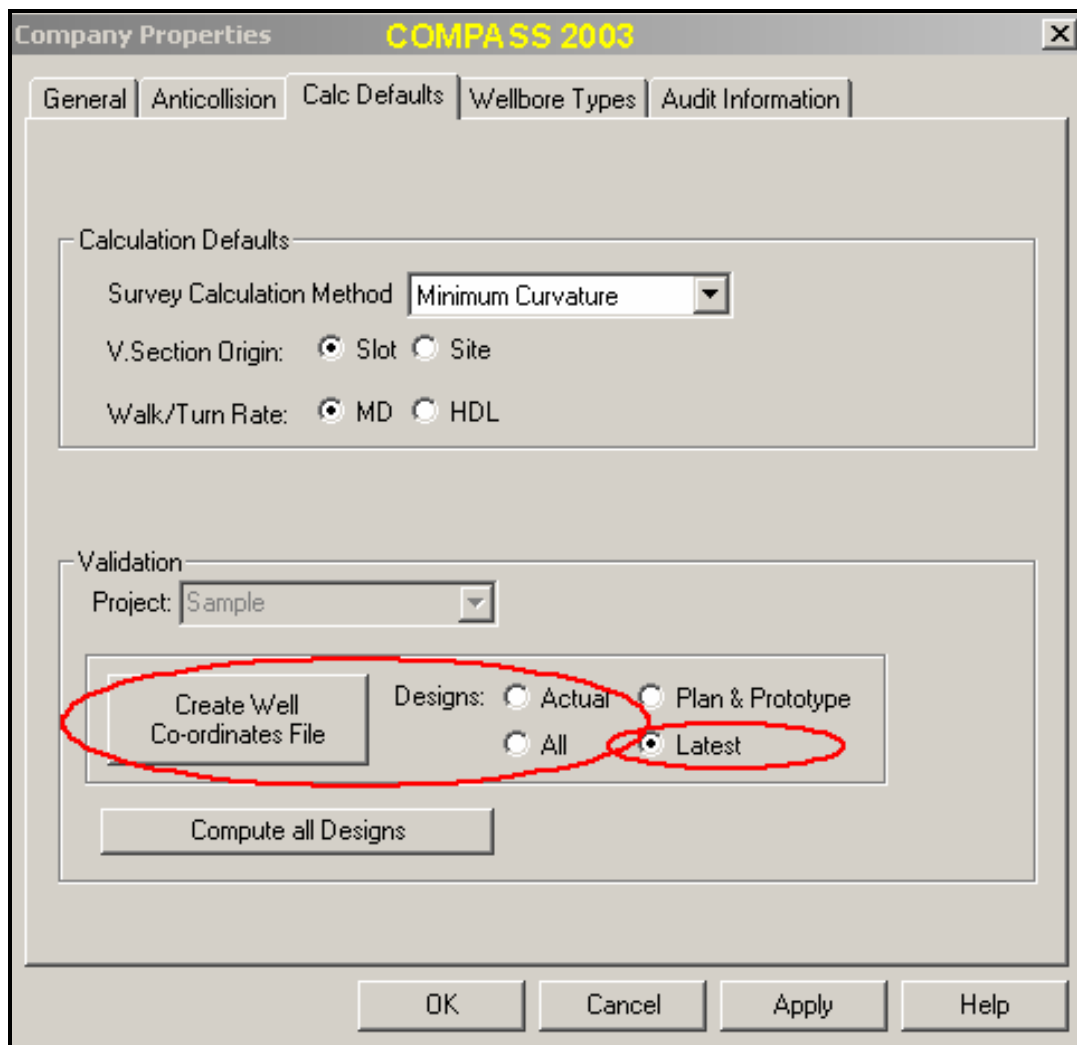 Company Properties COMPASS 2003
General Anticollision Calc Defaults Wellbore Types Audit Information
Calculation Defaults
Survey Calculation Method Minimum Curvature
V.Section Origin: Slot Site
Walk/Turn Rate: MD HDL
Validation
Project: Sample
Create Well
Co-ordinates File
Designs: Actual Plan & Prototype
All Latest
Compute all Designs
OK Cancel Apply Help